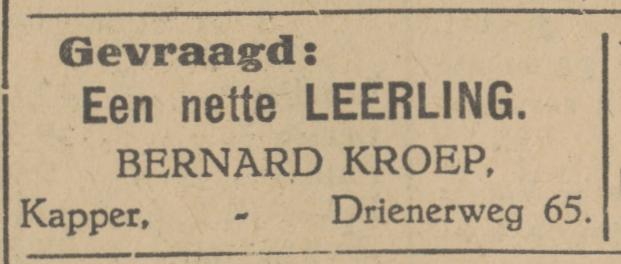 Gevraagd:
Een nette LEERLING.
BERNARD KROEP,
Kapper, - Drienerweg 65.